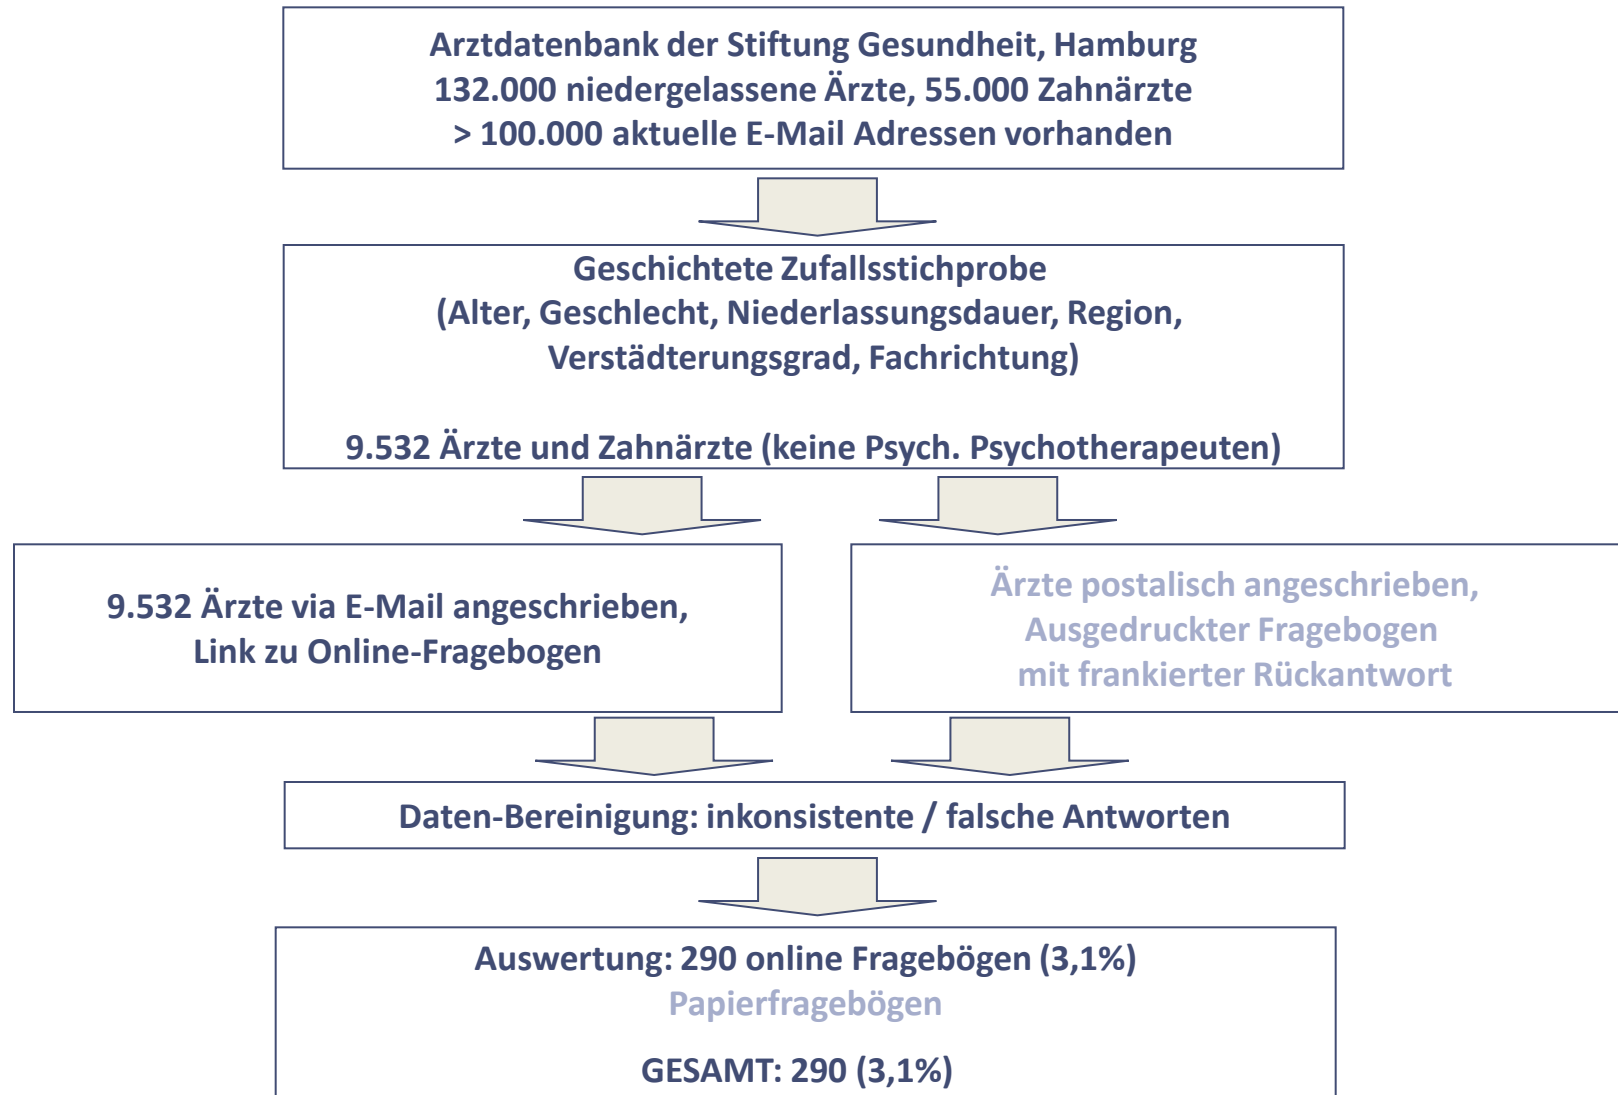 Arztdatenbank der Stiftung Gesundheit, Hamburg
132.000 niedergelassene Ärzte, 55.000 Zahnärzte
> 100.000 aktuelle E-Mail Adressen vorhanden
Geschichtete Zufallsstichprobe
(Alter, Geschlecht, Niederlassungsdauer, Region,
Verstädterungsgrad, Fachrichtung)
9.532 Ärzte und Zahnärzte (keine Psych. Psychotherapeuten)
9.532 Ärzte via E-Mail angeschrieben,
Link zu Online-Fragebogen
Ärzte postalisch angeschrieben,
Ausgedruckter Fragebogen
mit frankierter Rückantwort
Daten-Bereinigung: inkonsistente / falsche Antworten
Auswertung: 290 online Fragebögen (3,1%)
Papierfragebögen
GESAMT: 290 (3,1%)